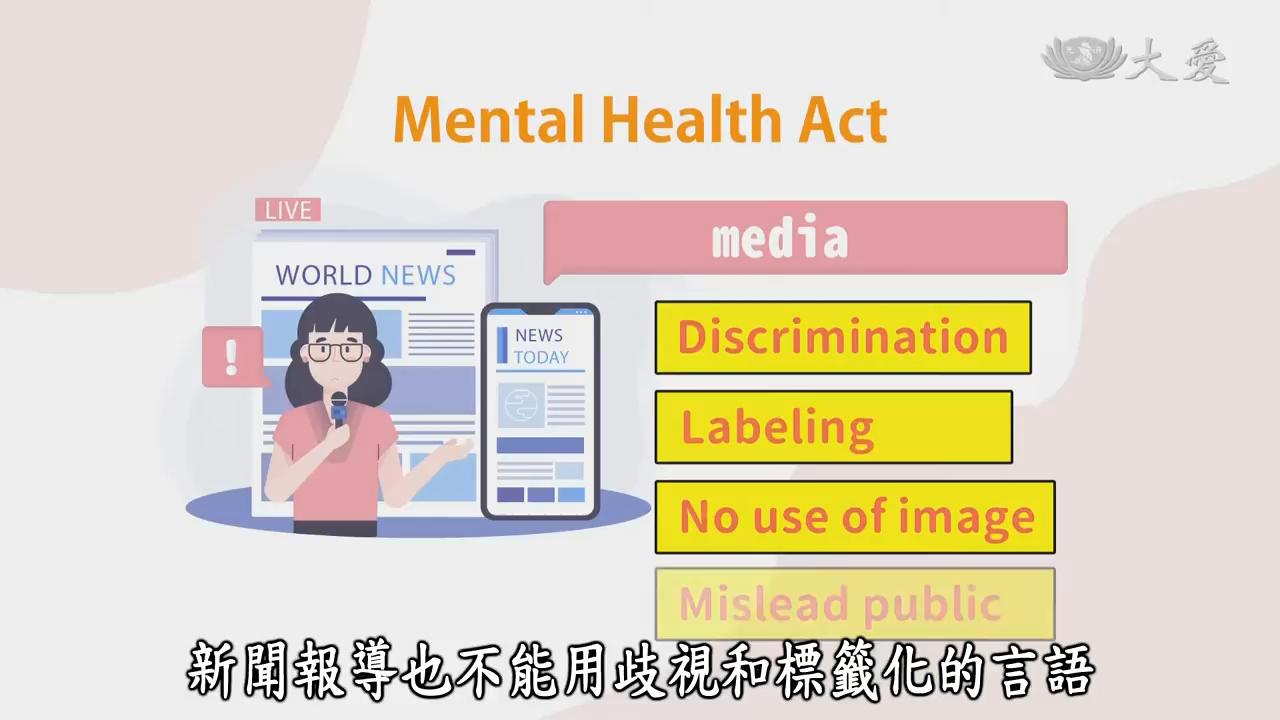 大愛
Mental Health Act
LIVE
WORLD NEWS
media
NEWS
TODAY
!
Discrimination
Labeling
No use of image
Mislead public
新聞報導也不能用歧視和標籤化的言語